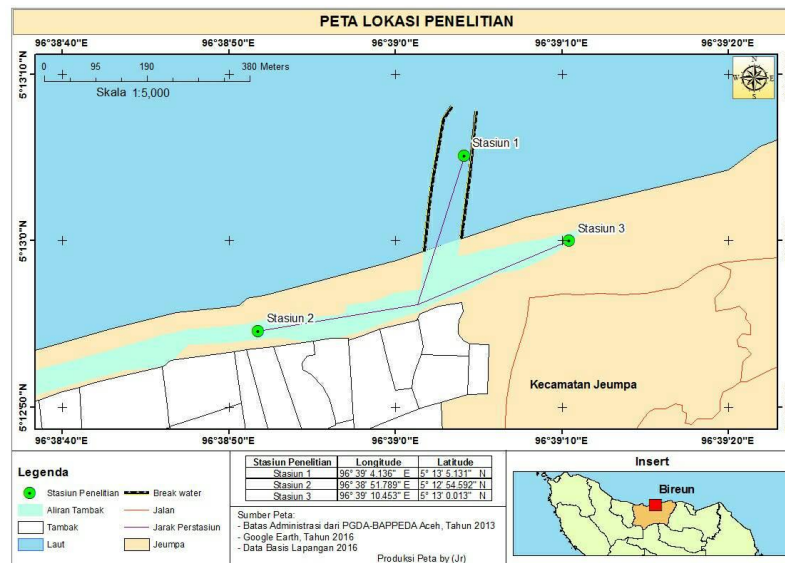 PETA LOKASI PENELITIAN
96°38'40"E 96°38'50"E 96°39'0"E 96°39'10"E 96°39'20"E
5°13'10"N
0 95 190 380 Meters
Skala 1:5,000
N
W E
S
Stasiun 1
5°13'0"N
Stasiun 3
Stasiun 2
Kecamatan Jeumpa
5°12'50"N
96°38'40"E 96°38'50"E 96°39'0"E 96°39'10"E 96°39'20"E
Legenda
Stasiun Penelitian Break water
Aliran Tambak Jalan
Tambak Jarak Perstasiun
Laut Jeumpa
Stasiun Penelitian Longitude Latitude
Stasiun 1 96° 39' 4.136" E 5° 13' 5.131" N
Stasiun 2 96° 38' 51.789" E 5° 12' 54.592" N
Stasiun 3 96° 39' 10.453" E 5° 13' 0.013" N
Sumber Peta:
- Batas Administrasi dari PGDA-BAPPEDA Aceh, Tahun 2013
- Google Earth, Tahun 2016
- Data Basis Lapangan 2016
Produksi Peta by (Jr)
Insert
Bireun